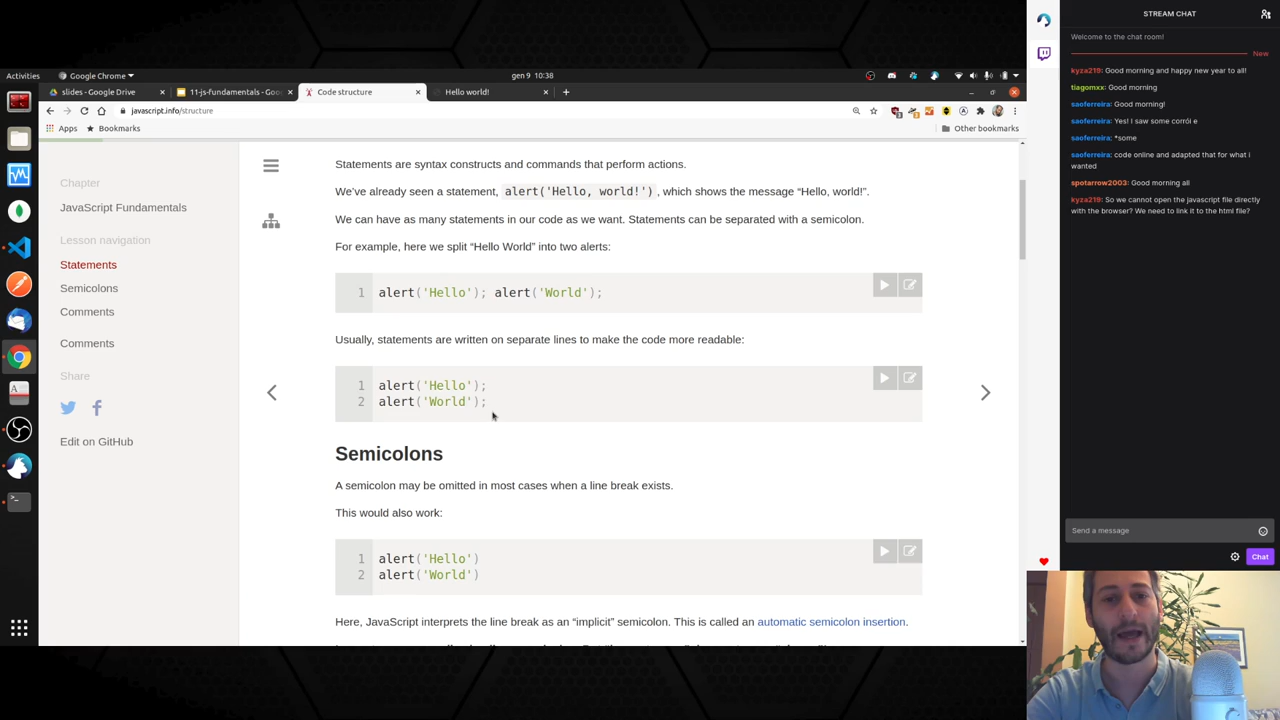 Activities
Google Chrome
gen 9 10:38
slides - Google Drive
11-js-fundamentals - Goog
Code structure
Hello world!
javascript.info/structure
Apps
Bookmarks
Other bookmarks
Chapter
JavaScript Fundamentals
Lesson navigation
Statements
Semicolons
Comments
Comments
Share
Edit on GitHub
Statements are syntax constructs and commands that perform actions.
We've already seen a statement, alert('Hello, world!'), which shows the message “Hello, world!”.
We can have as many statements in our code as we want. Statements can be separated with a semicolon.
For example, here we split “Hello World” into two alerts:
1 alert('Hello'); alert('World');
Usually, statements are written on separate lines to make the code more readable:
1 alert('Hello');
2 alert('World');
Semicolons
A semicolon may be omitted in most cases when a line break exists.
This would also work:
1 alert('Hello')
2 alert('World')
Here, JavaScript interprets the line break as an “implicit” semicolon. This is called an automatic semicolon insertion.
STREAM CHAT
Welcome to the chat room!
New
kyza219: Good morning and happy new year to all!
tiagomxx: Good morning
saoferreira: Good morning!
saoferreira: Yes! I saw some corrói e
saoferreira: *some
saoferreira: code online and adapted that for what i
wanted
spotarrow2003: Good morning all
kyza219: So we cannot open the javascript file directly
with the browser? We need to link it to the html file?
Send a message
Chat